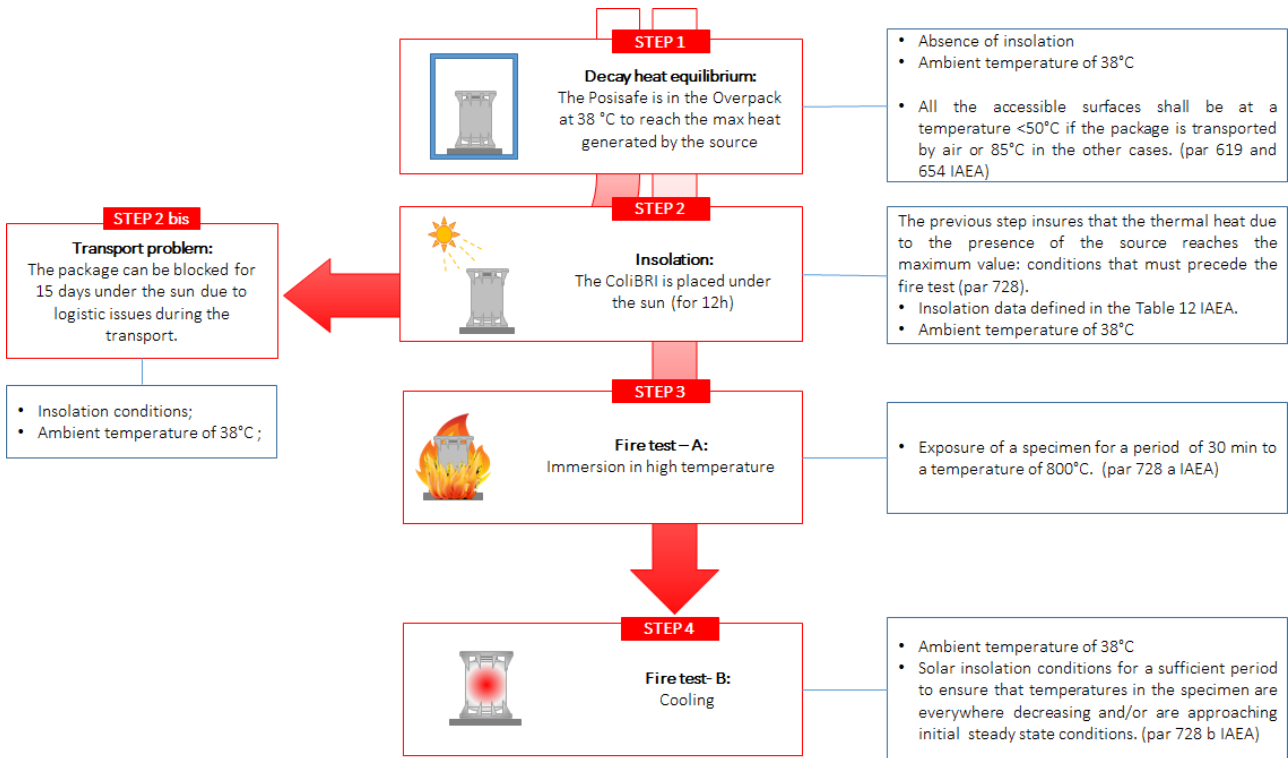 STEP 1
Decay heat equilibrium:
The Posisafe is in the Overpack
at 38 °C to reach the max heat
generated by the source
• Absence of insolation
• Ambient temperature of 38°C
• All the accessible surfaces shall be at a
temperature <50°C if the package is transported
by air or 85°C in the other cases. (par 619 and
654 IAEA)
STEP 2 bis
Transport problem:
The package can be blocked for
15 days under the sun due to
logistic issues during the
transport.
• Insolation conditions;
• Ambient temperature of 38°C ;
STEP 2
Insolation:
The ColiBRI is placed under
the sun (for 12h)
The previous step insures that the thermal heat due
to the presence of the source reaches the
maximum value: conditions that must precede the
fire test (par 728).
• Insolation data defined in the Table 12 IAEA.
• Ambient temperature of 38°C
STEP 3
Fire test – A:
Immersion in high temperature
• Exposure of a specimen for a period of 30 min to
a temperature of 800°C. (par 728 a IAEA)
STEP 4
Fire test- B:
Cooling
• Ambient temperature of 38°C
• Solar insolation conditions for a sufficient period
to ensure that temperatures in the specimen are
everywhere decreasing and/or are approaching
initial steady state conditions. (par 728 b IAEA)